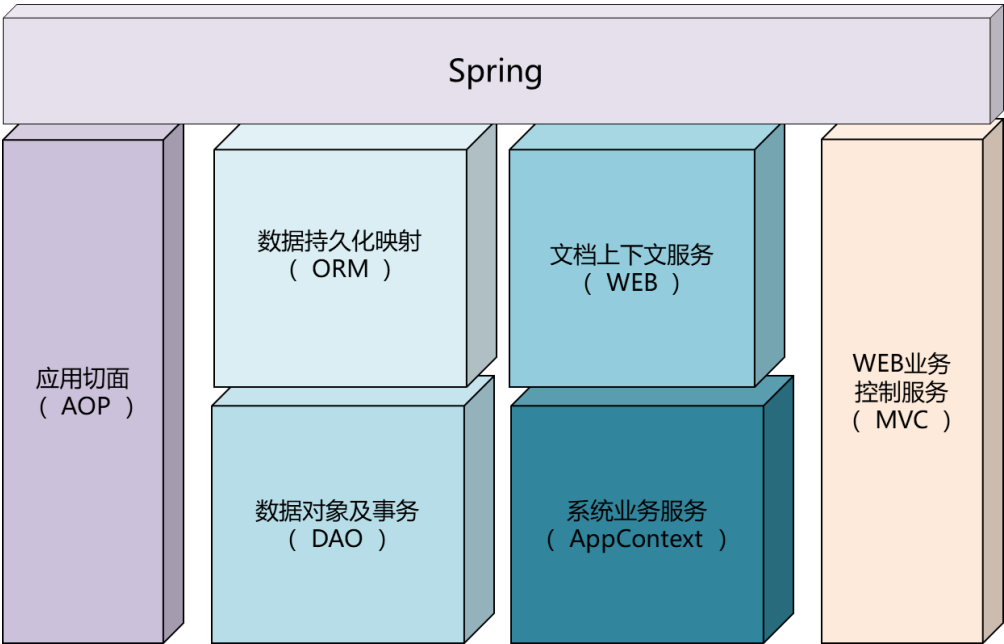 Spring
数据持久化映射
（ ORM ）
文档上下文服务
（ WEB ）
应用切面
（ AOP ）
WEB业务
控制服务
（ MVC ）
数据对象及事务
（ DAO ）
系统业务服务
（ AppContext ）